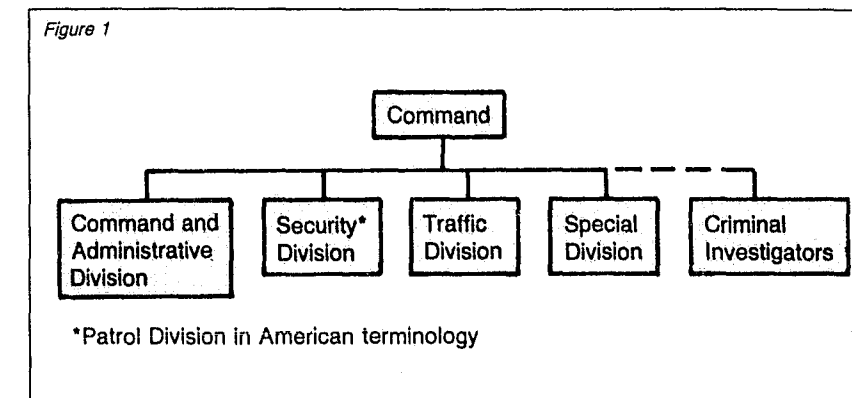 Figure 1
Command
Command and
Administrative
Division
Security*
Division
Traffic
Division
Special
Division
Criminal
Investigators
*Patrol Division in American terminology